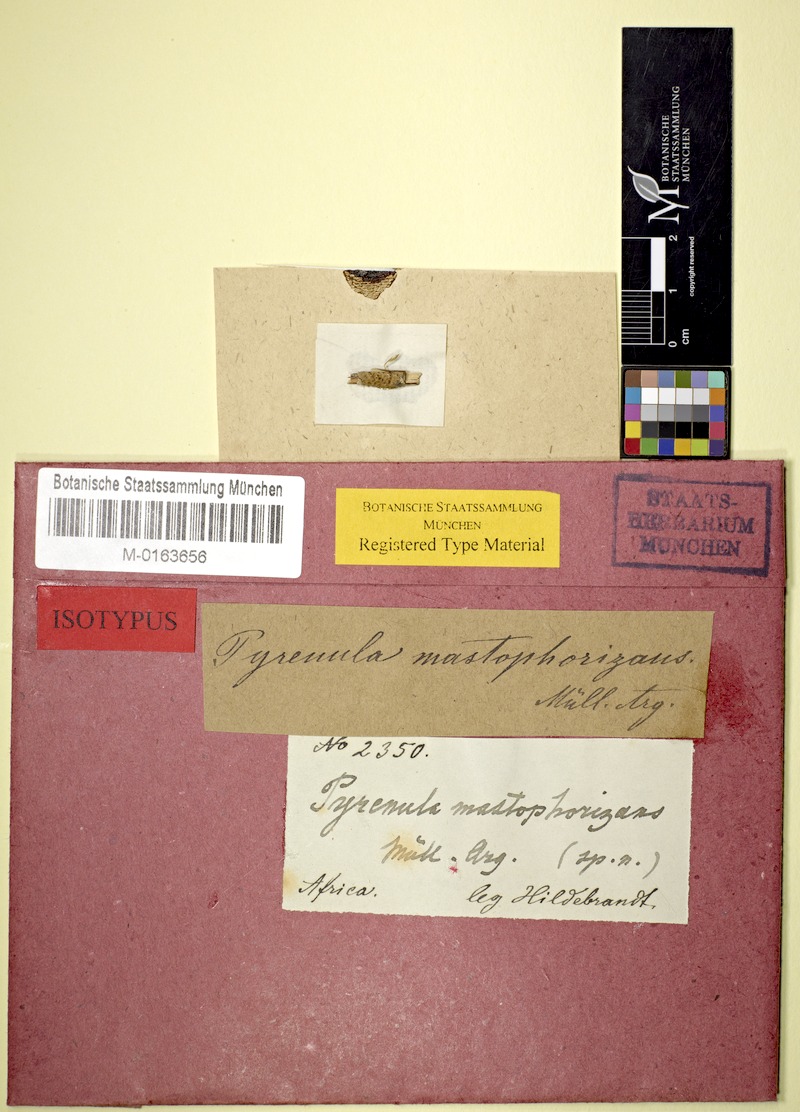 BOTANISCHE
STAATSSAMMLUNG
MÜNCHEN
M
copyright reserved
0 1 2
cm
Botanische Staatssammlung München
M-0163656
BOTANISCHE STAATSSAMMLUNG
MÜNCHEN
Registered Type Material
STAATS-
HERBARIUM
MÜNCHEN
ISOTYPUS
Pyrenula mastophorizans.
Müll. Arg.
No 2350.
Pyrenula mastophorizans
Müll. Arg. (sp. n.)
Africa. leg Hildebrandt.